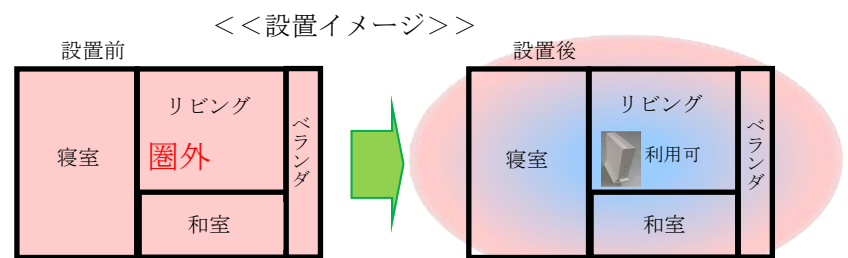 ＜＜設置イメージ＞＞
設置前
寝室
リビング
圏外
和室
ベランダ
設置後
寝室
リビング
利用可
和室
ベランダ